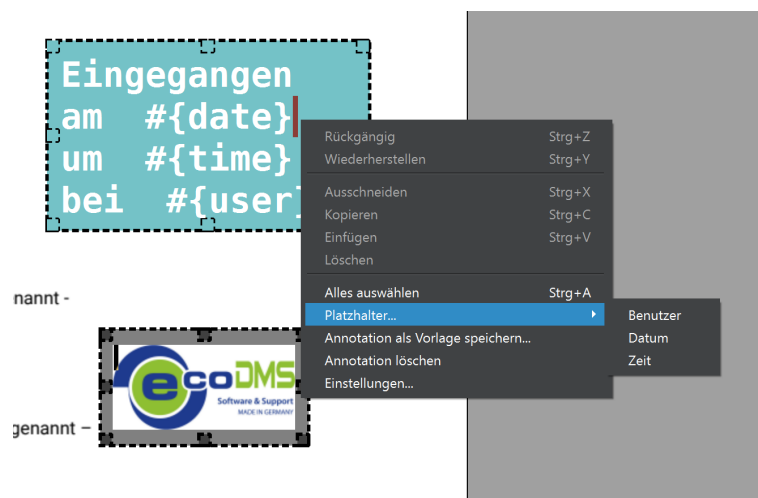 Eingegangen
am #{date}
um #{time}
bei #{user}
Rückgängig Strg+Z
Wiederherstellen Strg+Y
Ausschneiden Strg+X
Kopieren Strg+C
Einfügen Strg+V
Löschen
Alles auswählen Strg+A
Platzhalter...
Annotation als Vorlage speichern...
Annotation löschen
Einstellungen...
Benutzer
Datum
Zeit
nannt -
ecoDMS
Software & Support
MADE IN GERMANY
genannt –